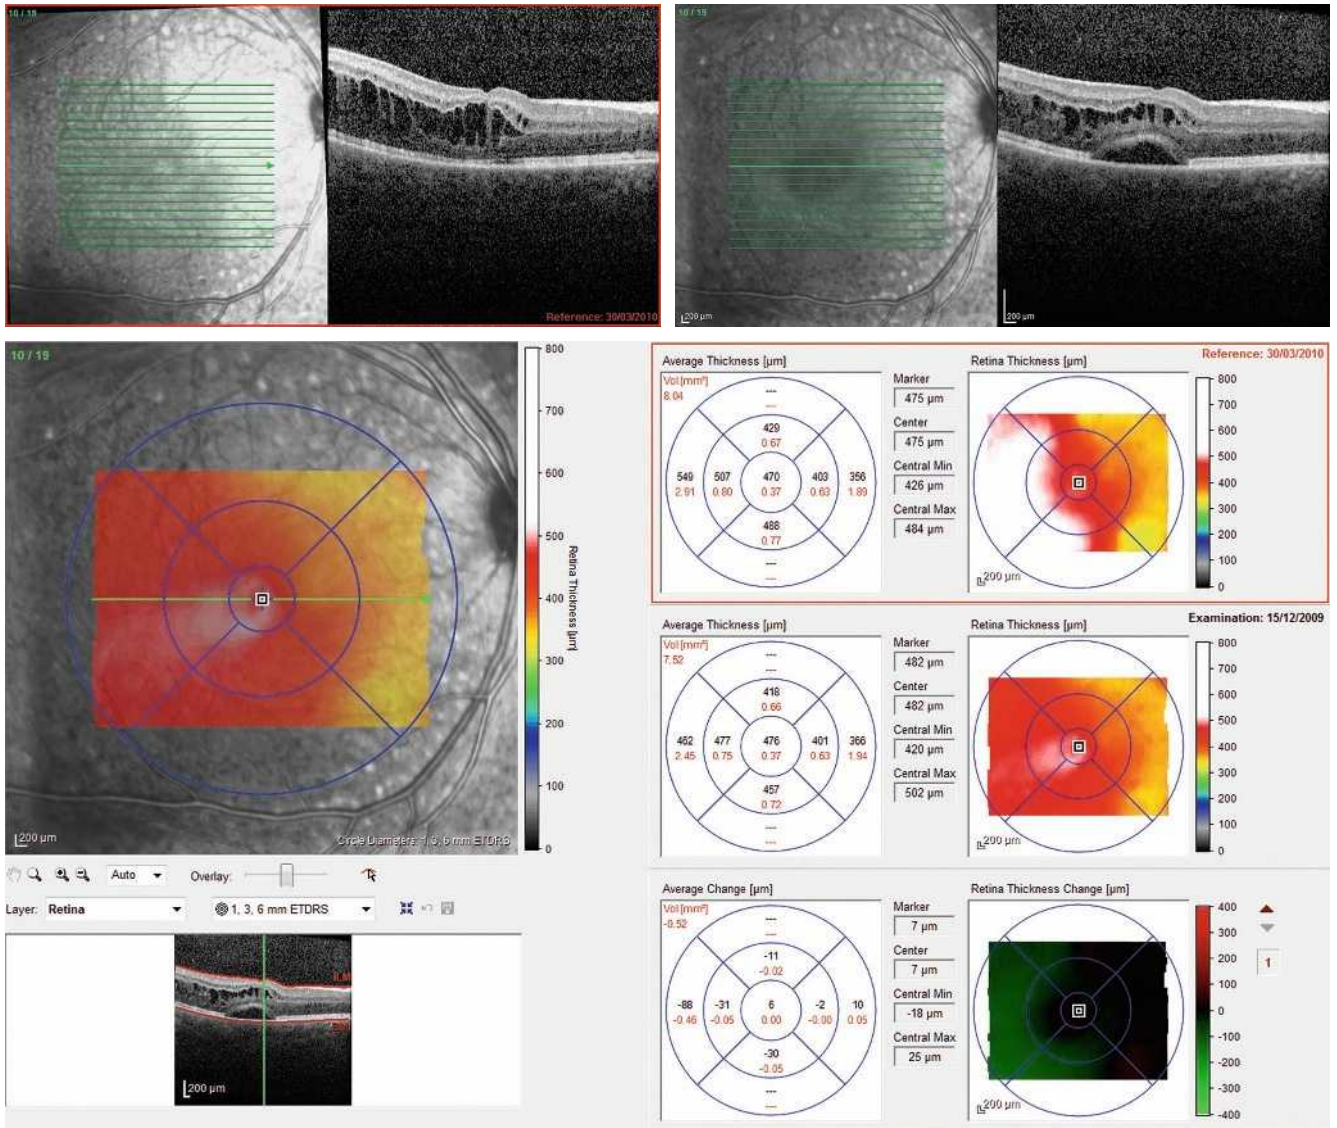 10 / 19
Reference: 30/03/2010
10 / 19
200 µm
200 µm
10 / 19
800
700
600
500
400
300
200
100
0
Retina Thickness [µm]
200 µm
Circle Diameters: 1, 3, 6 mm ETDRS
Auto
Overlay:
Layer: Retina
1, 3, 6 mm ETDRS
ILM
200 µm
Reference: 30/03/2010
Average Thickness [µm]
Vol [mm³]
8.04
---
---
429
0.67
549
2.91
507
0.80
470
0.37
403
0.63
356
1.89
488
0.77
---
---
Marker
475 µm
Center
475 µm
Central Min
426 µm
Central Max
484 µm
Retina Thickness [µm]
200 µm
800
700
600
500
400
300
200
100
0
Examination: 15/12/2009
Average Thickness [µm]
Vol [mm³]
7.52
---
---
418
0.66
462
2.45
477
0.75
476
0.37
401
0.63
366
1.94
457
0.72
---
---
Marker
482 µm
Center
482 µm
Central Min
420 µm
Central Max
502 µm
Retina Thickness [µm]
200 µm
800
700
600
500
400
300
200
100
0
Average Change [µm]
Vol [mm³]
-0.52
---
---
-11
-0.02
-88
-0.46
-31
-0.05
6
0.00
-2
-0.00
10
0.05
-30
-0.05
---
---
Marker
7 µm
Center
7 µm
Central Min
-18 µm
Central Max
25 µm
Retina Thickness Change [µm]
200 µm
400
300
200
100
0
-100
-200
-300
-400
1